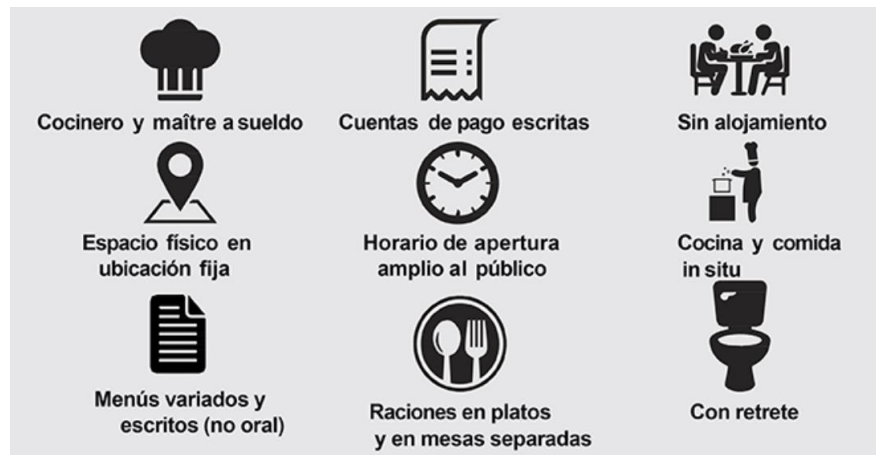 Cocinero y maître a sueldo
Cuentas de pago escritas
Sin alojamiento
Espacio físico en
ubicación fija
Horario de apertura
amplio al público
Cocina y comida
in situ
Menús variados y
escritos (no oral)
Raciones en platos
y en mesas separadas
Con retrete